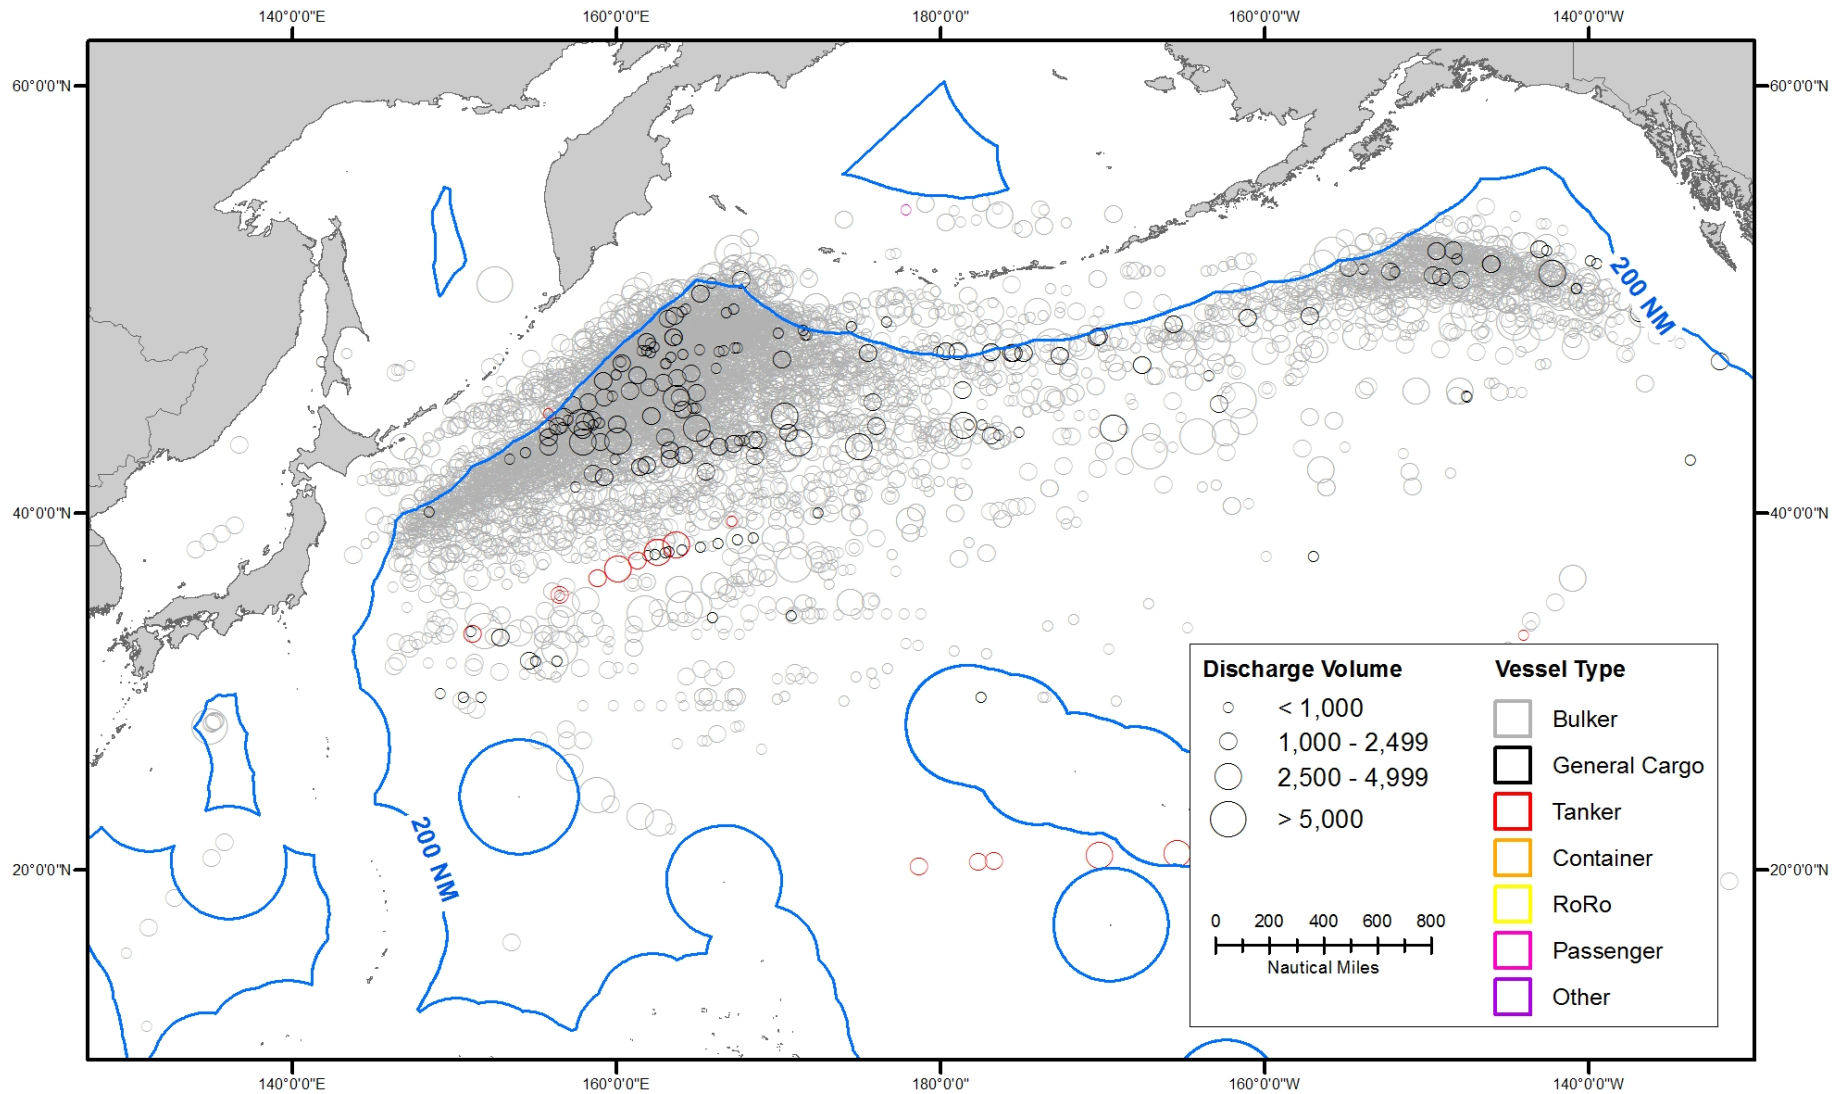 140°0'0"E 160°0'0"E 180°0'0" 160°0'0"W 140°0'0"W
60°0'0"N 60°0'0"N
200 NM
40°0'0"N 40°0'0"N
Discharge Volume Vessel Type
< 1,000 Bulker
1,000 - 2,499 General Cargo
2,500 - 4,999 Tanker
> 5,000 Container
200 NM
20°0'0"N 20°0'0"N
RoRo
0 200 400 600 800
Passenger
Nautical Miles
Other
140°0'0"E 160°0'0"E 180°0'0" 160°0'0"W 140°0'0"W